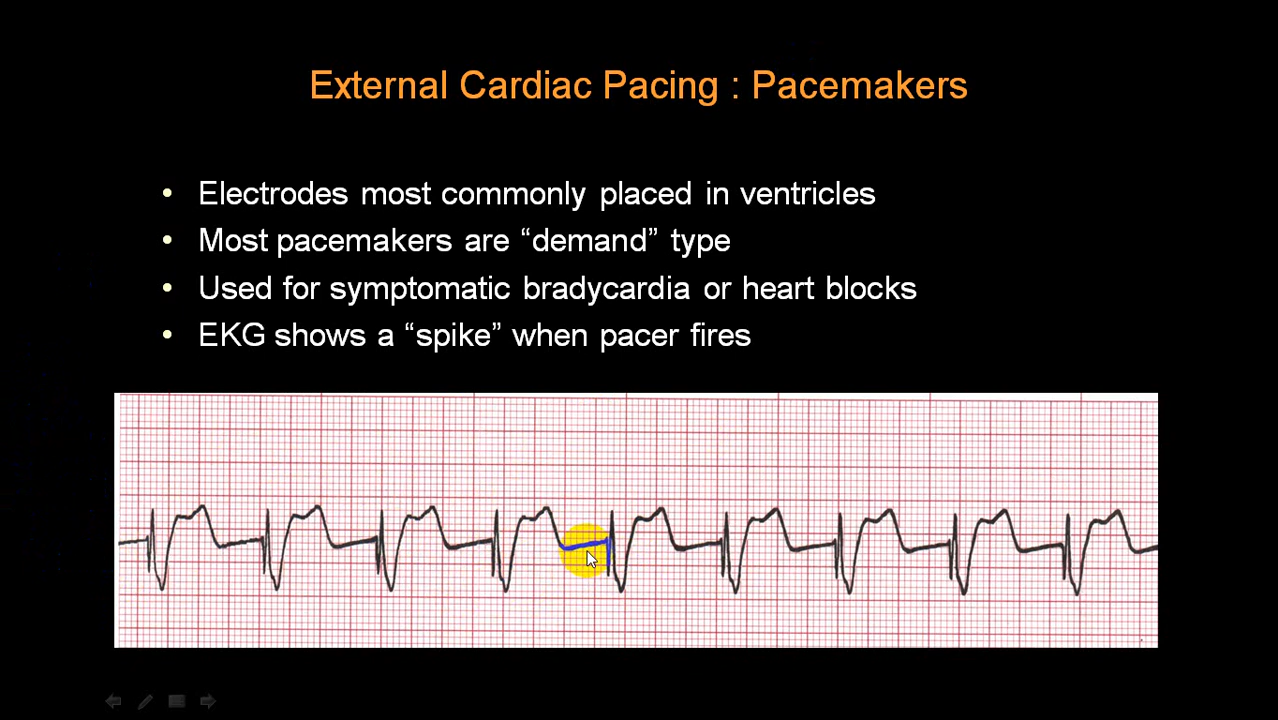 External Cardiac Pacing : Pacemakers
• Electrodes most commonly placed in ventricles
• Most pacemakers are “demand” type
• Used for symptomatic bradycardia or heart blocks
• EKG shows a “spike” when pacer fires